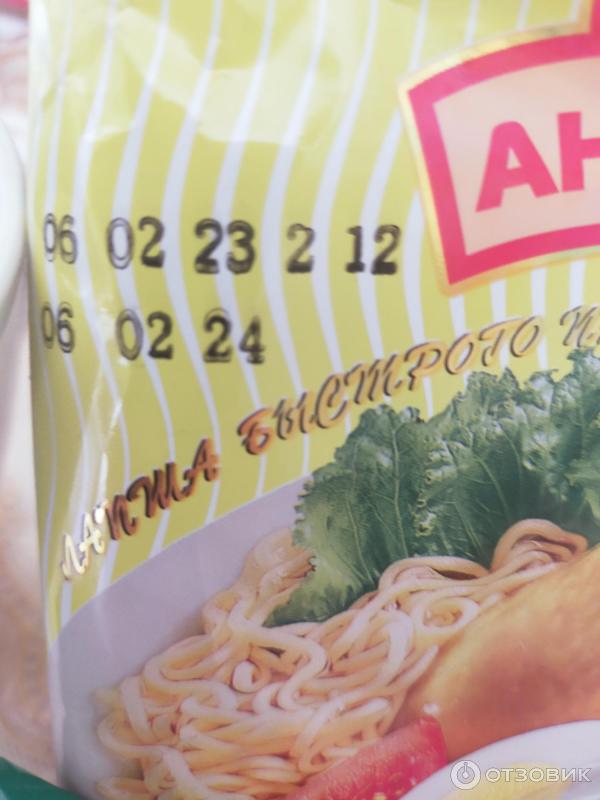 АН
06 02 23 2 12
06 02 24
ЛАПША БЫСТРОГО
ОТЗОВИК